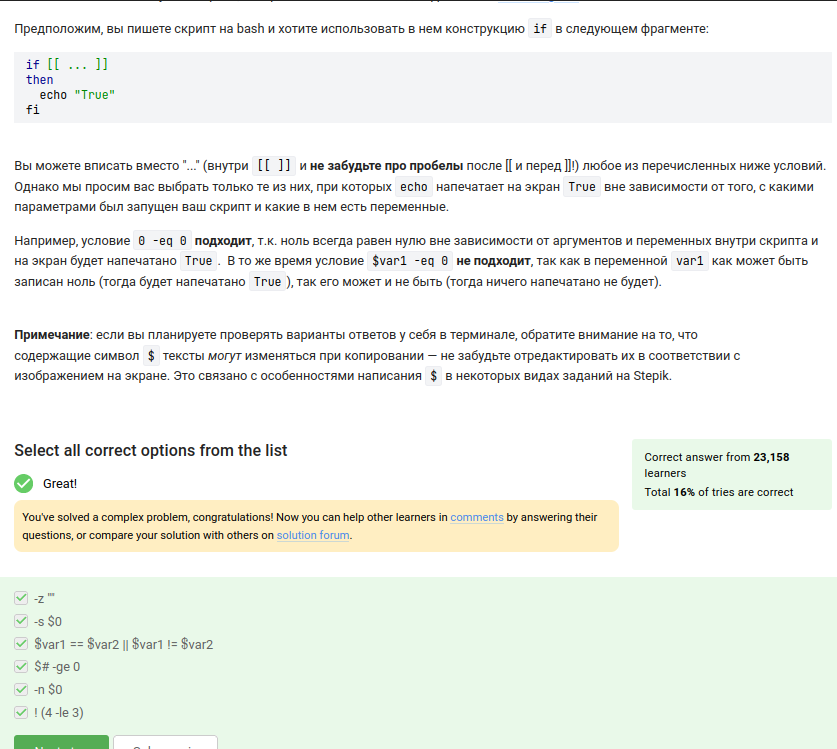 Предположим, вы пишете скрипт на bash и хотите использовать в нем конструкцию if в следующем фрагменте:
if [[ ... ]]
then
  echo "True"
fi
Вы можете вписать вместо "..." (внутри [[ ]] и не забудьте про пробелы после [[ и перед ]]!) любое из перечисленных ниже условий.
Однако мы просим вас выбрать только те из них, при которых echo напечатает на экран True вне зависимости от того, с какими
параметрами был запущен ваш скрипт и какие в нем есть переменные.
Например, условие 0 -eq 0 подходит, т.к. ноль всегда равен нулю вне зависимости от аргументов и переменных внутри скрипта и
на экран будет напечатано True . В то же время условие $var1 -eq 0 не подходит, так как в переменной var1 как может быть
записан ноль (тогда будет напечатано True ), так его может и не быть (тогда ничего напечатано не будет).
Примечание: если вы планируете проверять варианты ответов у себя в терминале, обратите внимание на то, что
содержащие символ $ тексты могут изменяться при копировании — не забудьте отредактировать их в соответствии с
изображением на экране. Это связано с особенностями написания $ в некоторых видах заданий на Stepik.
Select all correct options from the list
Correct answer from 23,158
learners
Total 16% of tries are correct
Great!
You've solved a complex problem, congratulations! Now you can help other learners in comments by answering their
questions, or compare your solution with others on solution forum.
-z ""
-s $0
$var1 == $var2 || $var1 != $var2
$# -ge 0
-n $0
! (4 -le 3)